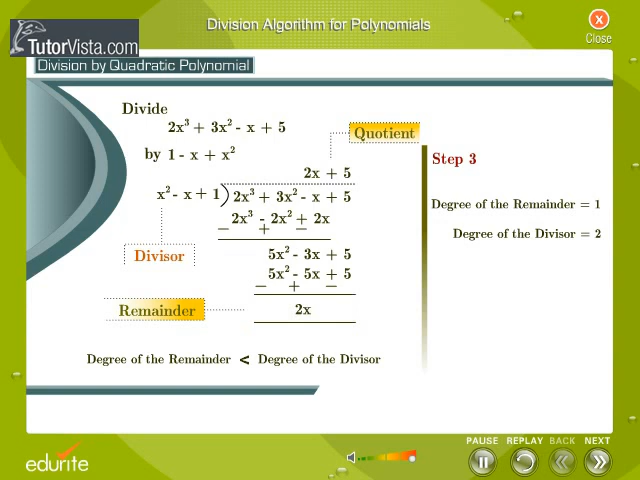 Division Algorithm for Polynomials
X
Close
TutorVista.com
Division by Quadratic Polynomial
Divide
2x³ + 3x² - x + 5
by 1 - x + x²
Quotient
2x + 5
x² - x + 1 ) 2x³ + 3x² - x + 5
2x³ - 2x² + 2x
− + −
Divisor
5x² - 3x + 5
5x² - 5x + 5
− + −
Remainder
2x
Degree of the Remainder < Degree of the Divisor
Step 3
Degree of the Remainder = 1
Degree of the Divisor = 2
edurite
PAUSE REPLAY BACK NEXT